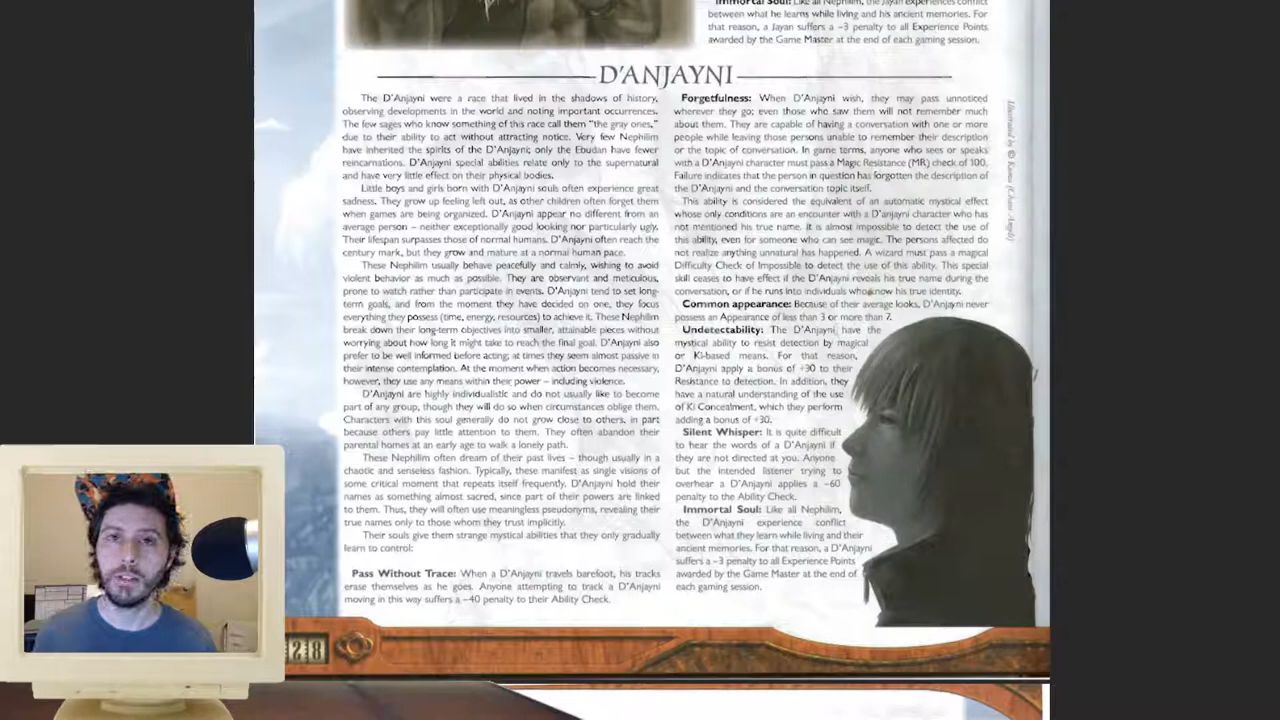 Immortal Soul: Like all Nephilim, the Jayan experiences conflict
between what he learns while living and his ancient memories. For
that reason, a Jayan suffers a –3 penalty to all Experience Points
awarded by the Game Master at the end of each gaming session.
D'ANJAYNI
The D'Anjayni were a race that lived in the shadows of history,
observing developments in the world and noting important occurrences.
The few sages who know something of this race call them "the gray ones,"
due to their ability to act without attracting notice. Very few Nephilim
have inherited the spirits of the D'Anjayni; only the Ebudan have fewer
reincarnations. D'Anjayni special abilities relate only to the supernatural
and have very little effect on their physical bodies.
Little boys and girls born with D'Anjayni souls often experience great
sadness. They grow up feeling left out, as other children often forget them
when games are being organized. D'Anjayni appear no different from an
average person – neither exceptionally good looking nor particularly ugly.
Their lifespan surpasses those of normal humans. D'Anjayni often reach the
century mark, but they grow and mature at a normal human pace.
These Nephilim usually behave peacefully and calmly, wishing to avoid
violent behavior as much as possible. They are observant and meticulous,
prone to watch rather than participate in events. D'Anjayni tend to set long-
term goals, and from the moment they have decided on one, they focus
everything they possess (time, energy, resources) to achieve it. These Nephilim
break down their long-term objectives into smaller, attainable pieces without
worrying about how long it might take to reach the final goal. D'Anjayni also
prefer to be well informed before acting; at times they seem almost passive in
their intense contemplation. At the moment when action becomes necessary,
however, they use any means within their power – including violence.
D'Anjayni are highly individualistic and do not usually like to become
part of any group, though they will do so when circumstances oblige them.
Characters with this soul generally do not grow close to others, in part
because others pay little attention to them. They often abandon their
parental homes at an early age to walk a lonely path.
These Nephilim often dream of their past lives – though usually in a
chaotic and senseless fashion. Typically, these manifest as single visions of
some critical moment that repeats itself frequently. D'Anjayni hold their
names as something almost sacred, since part of their powers are linked
to them. Thus, they will often use meaningless pseudonyms, revealing their
true names only to those whom they trust implicitly.
Their souls give them strange mystical abilities that they only gradually
learn to control:
Pass Without Trace: When a D'Anjayni travels barefoot, his tracks
erase themselves as he goes. Anyone attempting to track a D'Anjayni
moving in this way suffers a –40 penalty to their Ability Check.
Forgetfulness: When D'Anjayni wish, they may pass unnoticed
wherever they go; even those who saw them will not remember much
about them. They are capable of having a conversation with one or more
people while leaving those persons unable to remember their description
or the topic of conversation. In game terms, anyone who sees or speaks
with a D'Anjayni character must pass a Magic Resistance (MR) check of 100.
Failure indicates that the person in question has forgotten the description of
the D'Anjayni and the conversation topic itself.
This ability is considered the equivalent of an automatic mystical effect
whose only conditions are an encounter with a D'anjayni character who has
not mentioned his true name. It is almost impossible to detect the use of
this ability, even for someone who can see magic. The persons affected do
not realize anything unnatural has happened. A wizard must pass a magical
Difficulty Check of Impossible to detect the use of this ability. This special
skill ceases to have effect if the D'Anjayni reveals his true name during the
conversation, or if he runs into individuals who know his true identity.
Common appearance: Because of their average looks, D'Anjayni never
possess an Appearance of less than 3 or more than 7.
Undetectability: The D'Anjayni have the
mystical ability to resist detection by magical
or Ki-based means. For that reason,
D'Anjayni apply a bonus of +30 to their
Resistance to detection. In addition, they
have a natural understanding of the use
of Ki Concealment, which they perform
adding a bonus of +30.
Silent Whisper: It is quite difficult
to hear the words of a D'Anjayni if
they are not directed at you. Anyone
but the intended listener trying to
overhear a D'Anjayni applies a –60
penalty to the Ability Check.
Immortal Soul: Like all Nephilim,
the D'Anjayni experience conflict
between what they learn while living and their
ancient memories. For that reason, a D'Anjayni
suffers a –3 penalty to all Experience Points
awarded by the Game Master at the end of
each gaming session.
Illustrated by ©
28